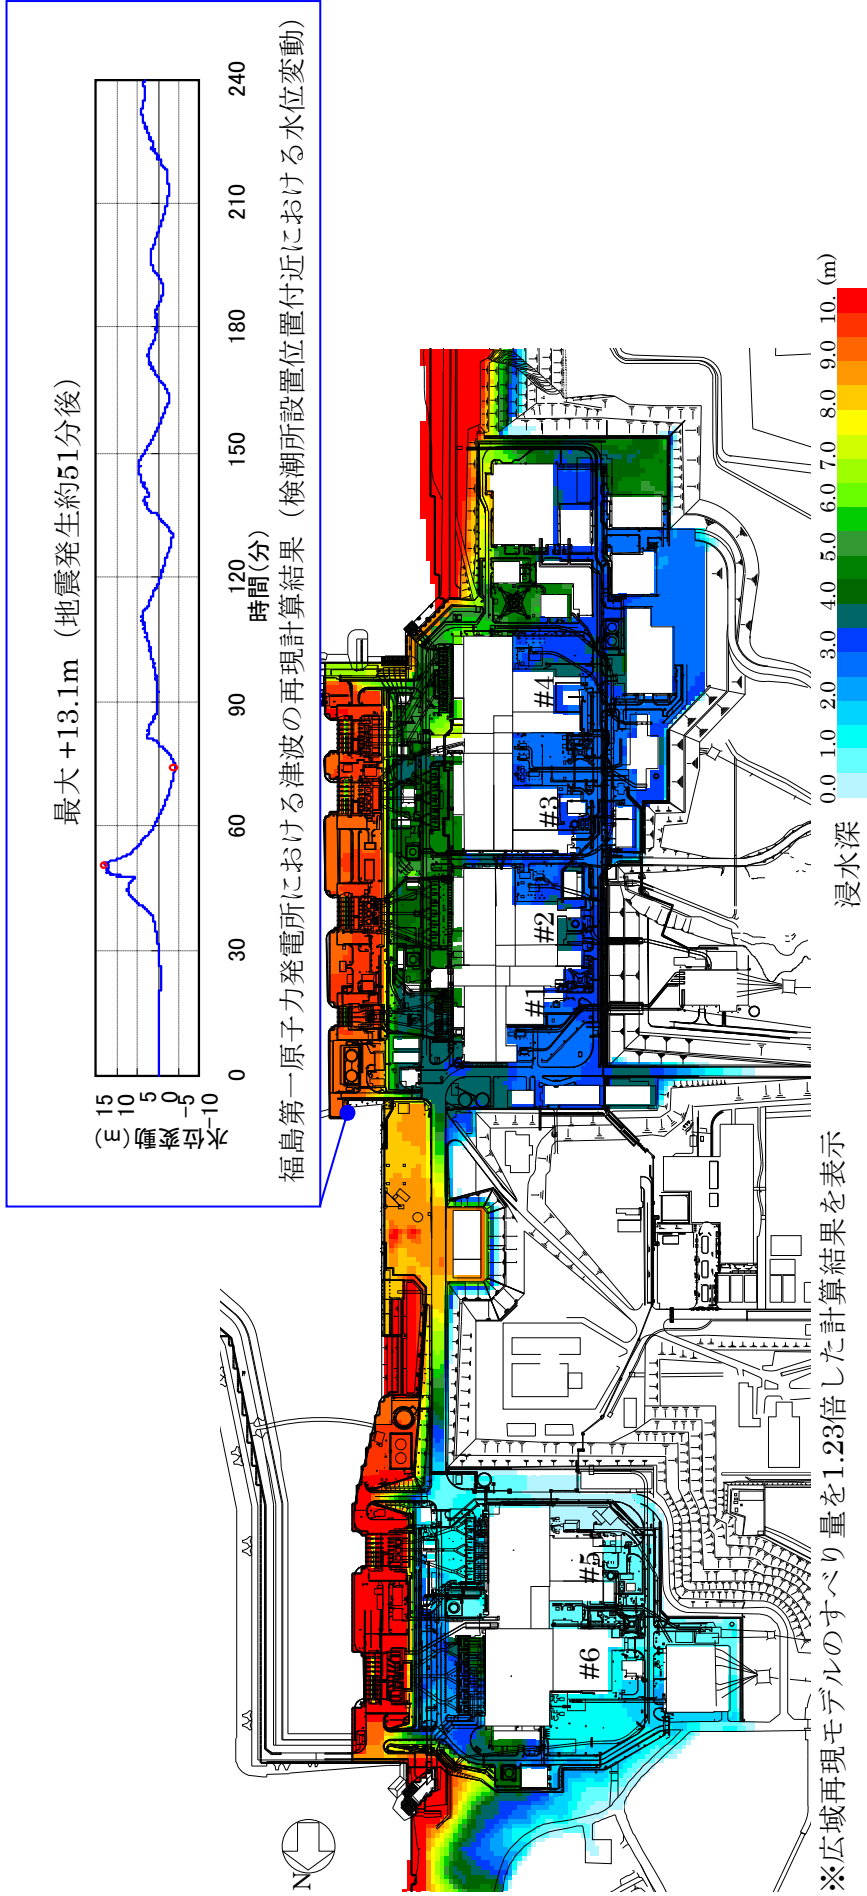 最大 +13.1m（地震発生約51分後）
水位変動(m)
15
10
5
0
-5
-10
0 30 60 90 120 150 180 210 240
時間(分)
福島第一原子力発電所における津波の再現計算結果（検潮所設置位置付近における水位変動）
N
#6
#5
#1
#2
#3
#4
浸水深
0.0 1.0 2.0 3.0 4.0 5.0 6.0 7.0 8.0 9.0 10. (m)
※広域再現モデルのすべり量を1.23倍した計算結果を表示